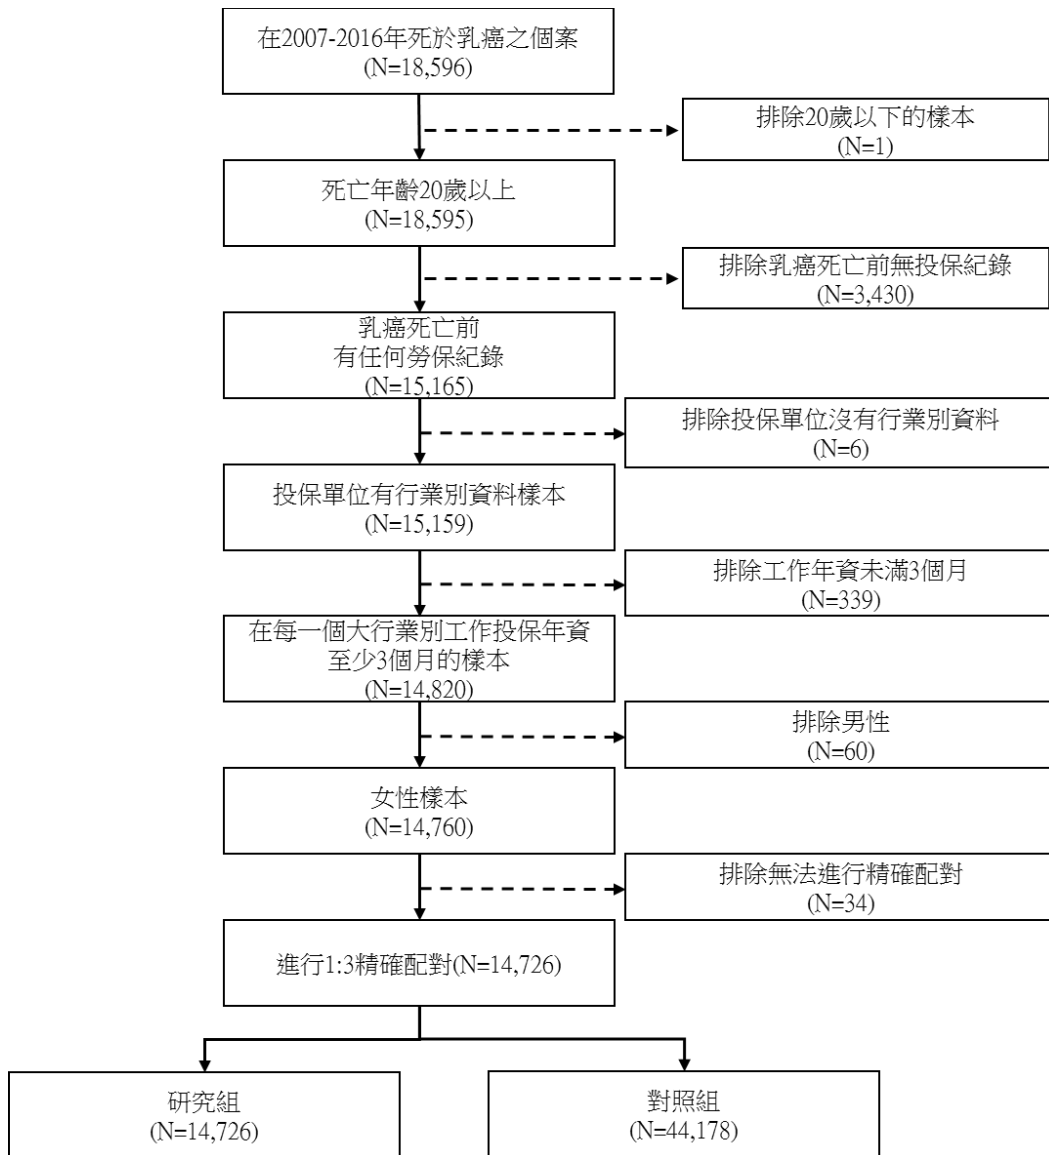 在2007-2016年死於乳癌之個案
(N=18,596)
排除20歲以下的樣本
(N=1)
死亡年齡20歲以上
(N=18,595)
排除乳癌死亡前無投保紀錄
(N=3,430)
乳癌死亡前
有任何勞保紀錄
(N=15,165)
排除投保單位沒有行業別資料
(N=6)
投保單位有行業別資料樣本
(N=15,159)
排除工作年資未滿3個月
(N=339)
在每一個大行業別工作投保年資
至少3個月的樣本
(N=14,820)
排除男性
(N=60)
女性樣本
(N=14,760)
排除無法進行精確配對
(N=34)
進行1:3精確配對(N=14,726)
研究組
(N=14,726)
對照組
(N=44,178)